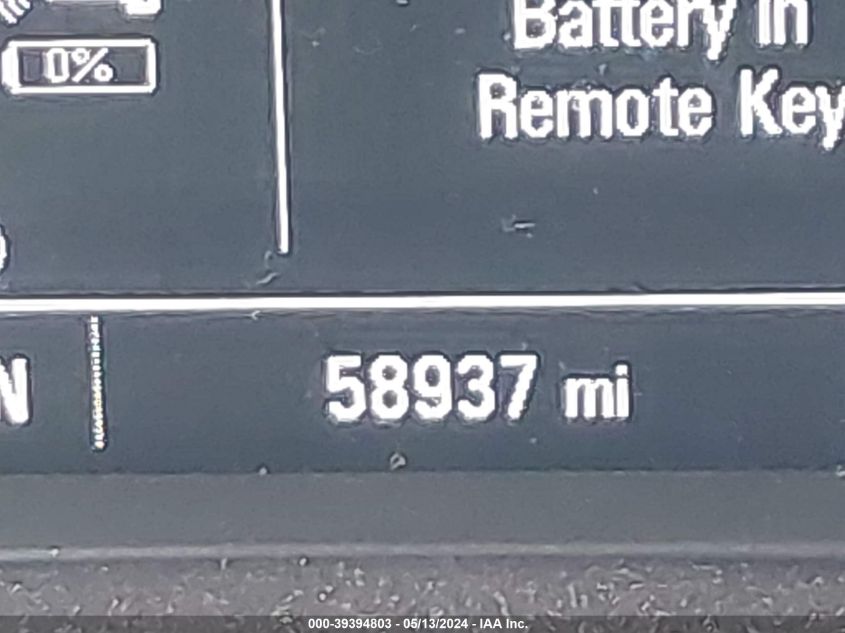 0%
Battery in
Remote Key
N
58937 mi
000-39394803 - 05/13/2024 - IAA Inc.